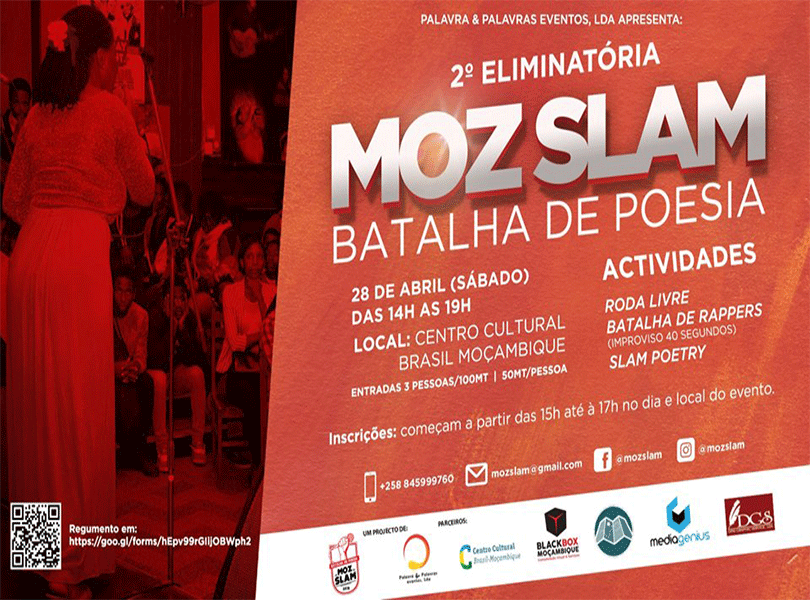 PALAVRA & PALAVRAS EVENTOS, LDA APRESENTA:
2º ELIMINATÓRIA
MOZ SLAM
BATALHA DE POESIA
28 DE ABRIL (SÁBADO)
DAS 14H AS 19H
LOCAL: CENTRO CULTURAL
BRASIL MOÇAMBIQUE
ENTRADAS 3 PESSOAS/100MT | 50MT/PESSOA
ACTIVIDADES
RODA LIVRE
BATALHA DE RAPPERS
(IMPROVISO 40 SEGUNDOS)
SLAM POETRY
Inscrições: começam a partir das 15h até à 17h no dia e local do evento.
+258 845999760
mozslam@gmail.com
@mozslam
@mozslam
Regumento em:
https://goo.gl/forms/hEpv99rGIljOBWph2
UM PROJETO DE:
PARCEIROS:
MOZ
SLAM
Palavra & Palavras
eventos, lda
Centro Cultural
Brasil-Moçambique
BLACKBOX
MOÇAMBIQUE
mediagenius
DGS